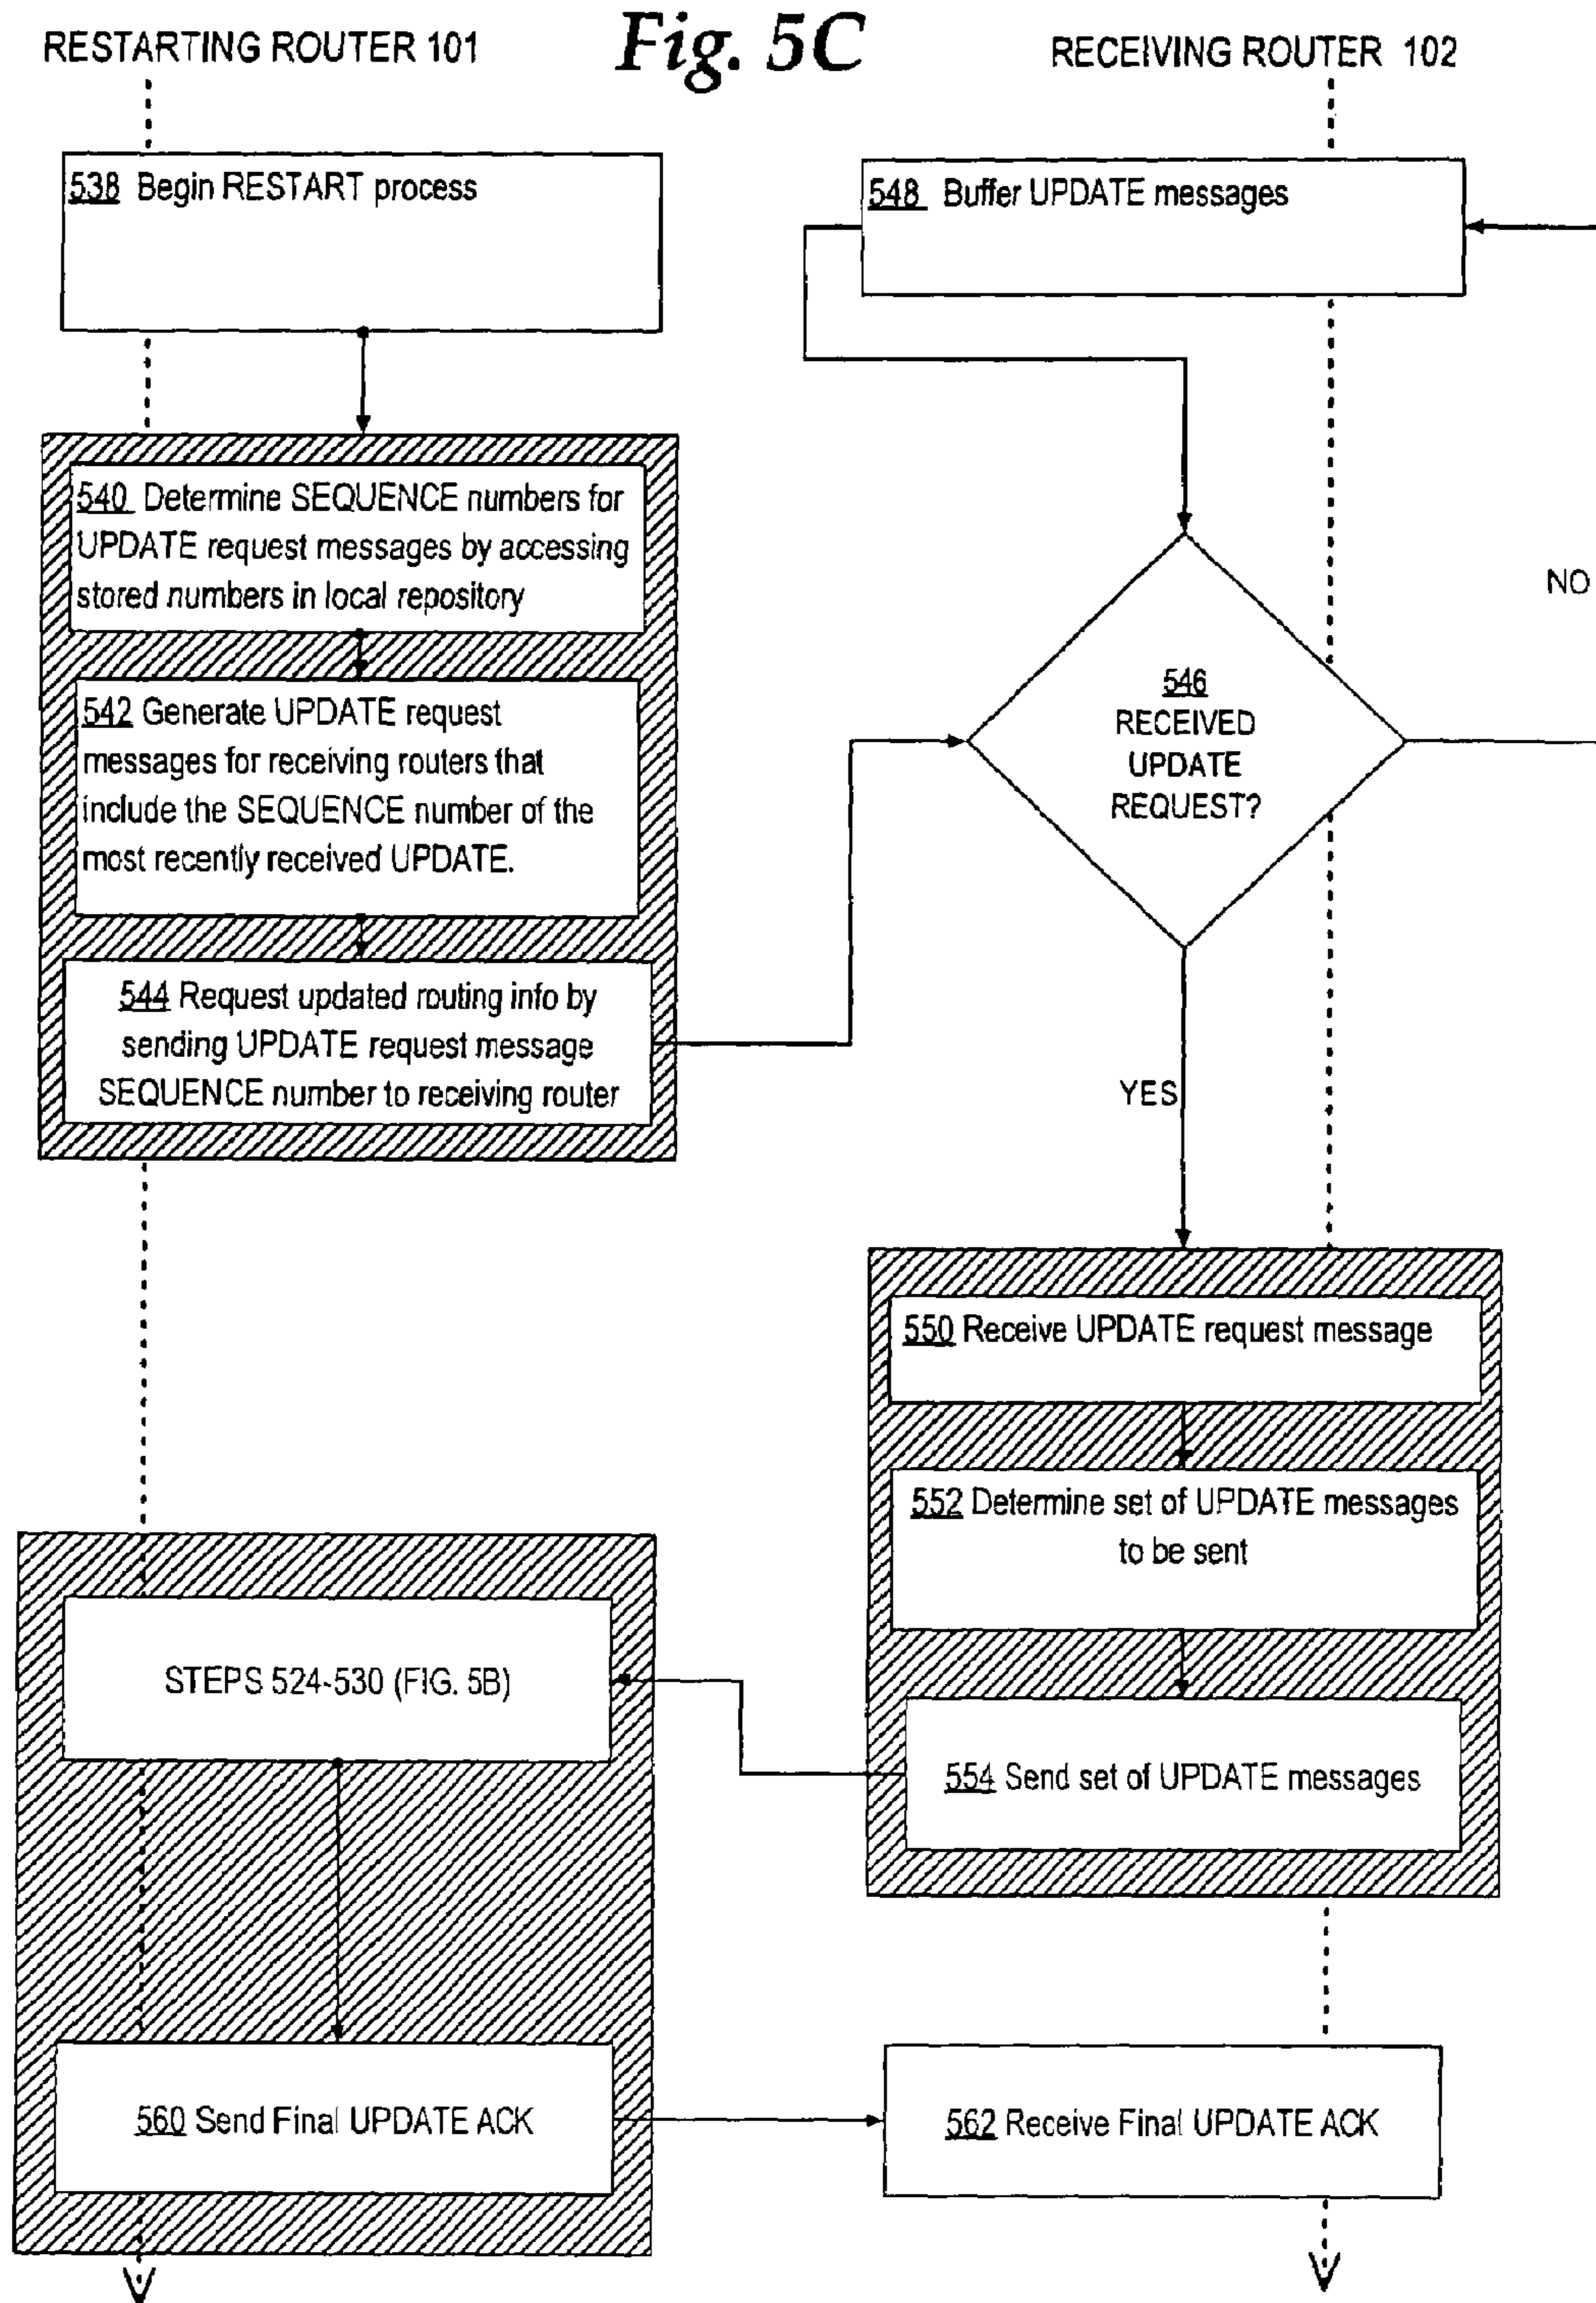 Fig. 5C
RESTARTING ROUTER 101
RECEIVING ROUTER 102
538 Begin RESTART process
548 Buffer UPDATE messages
540 Determine SEQUENCE numbers for
UPDATE request messages by accessing
stored numbers in local repository
NO
542 Generate UPDATE request
messages for receiving routers that
include the SEQUENCE number of the
most recently received UPDATE.
546
RECEIVED
UPDATE
REQUEST?
544 Request updated routing info by
sending UPDATE request message
SEQUENCE number to receiving router
YES
550 Receive UPDATE request message
552 Determine set of UPDATE messages
to be sent
STEPS 524-530 (FIG. 5B)
554 Send set of UPDATE messages
560 Send Final UPDATE ACK
562 Receive Final UPDATE ACK